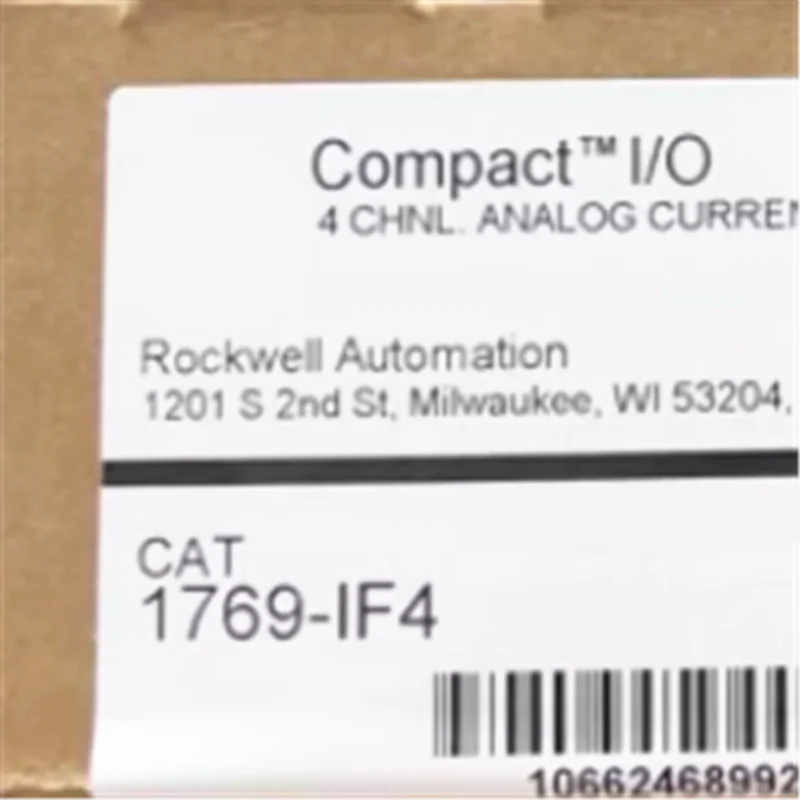 Compact™ I/O
4 CHNL. ANALOG CURREN
Rockwell Automation
1201 S 2nd St, Milwaukee, WI 53204,
CAT
1769-IF4
10662468992